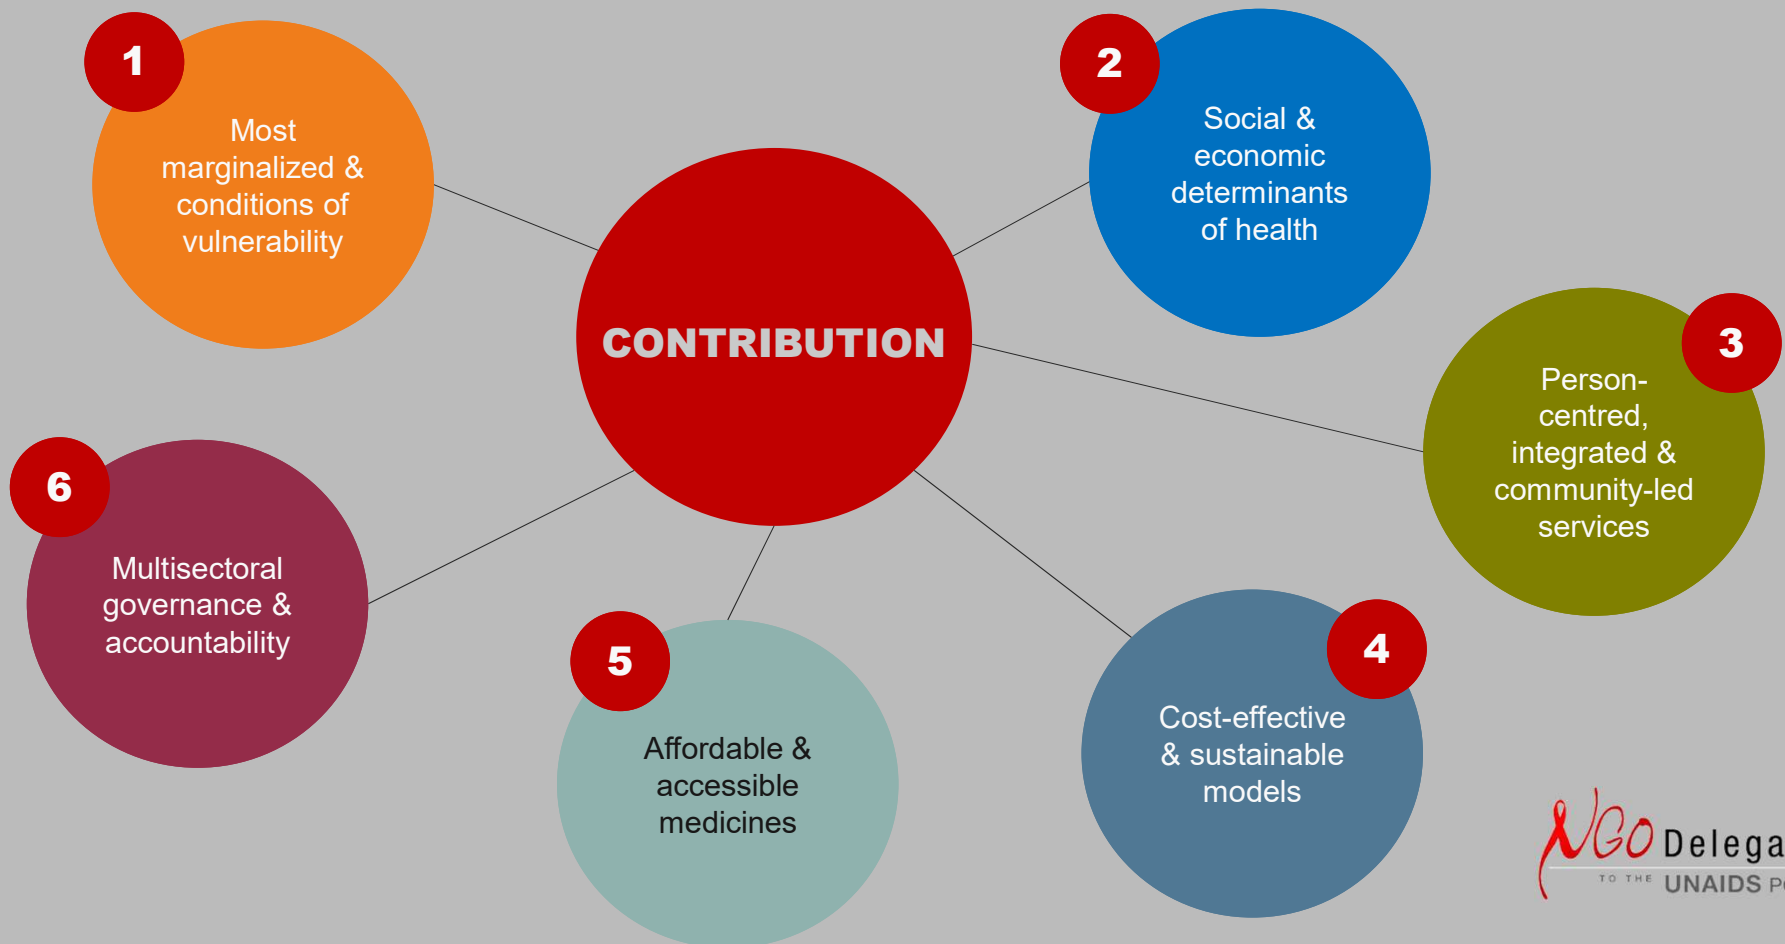 1
Most
marginalized &
conditions of
vulnerability
2
Social &
economic
determinants
of health
CONTRIBUTION
3
Person-
centred,
integrated &
community-led
services
6
Multisectoral
governance &
accountability
5
Affordable &
accessible
medicines
4
Cost-effective
& sustainable
models
NGO Delega
TO THE UNAIDS